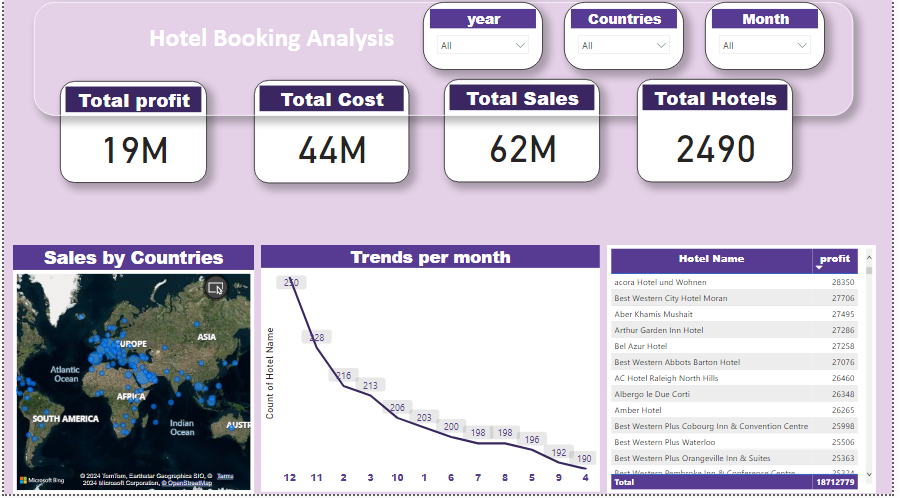 Hotel Booking Analysis
year
All
Countries
All
Month
All
Total profit
19M
Total Cost
44M
Total Sales
62M
Total Hotels
2490
Sales by Countries
EUROPE
ASIA
Atlantic
Ocean
AFRICA
SOUTH AMERICA
Indian
Ocean
AUSTR
Microsoft Bing
© 2024 TomTom, Earthstar Geographics SIO, © Terms
2024 Microsoft Corporation, © OpenStreetMap
Trends per month
Count of Hotel Name
250
228
216
213
206
203
200
198
198
196
192
190
12 11 2 3 10 1 6 7 8 5 9 4
Hotel Name profit
acora Hotel und Wohnen 28350
Best Western City Hotel Moran 27706
Aber Khamis Mushait 27495
Arthur Garden Inn Hotel 27286
Bel Azur Hotel 27258
Best Western Abbots Barton Hotel 27076
AC Hotel Raleigh North Hills 26460
Albergo le Due Corti 26348
Amber Hotel 26265
Best Western Plus Cobourg Inn & Convention Centre 25998
Best Western Plus Waterloo 25506
Best Western Plus Orangeville Inn & Suites 25363
Best Western Pembroke Inn & Conference Centre 25324
Total 18712779